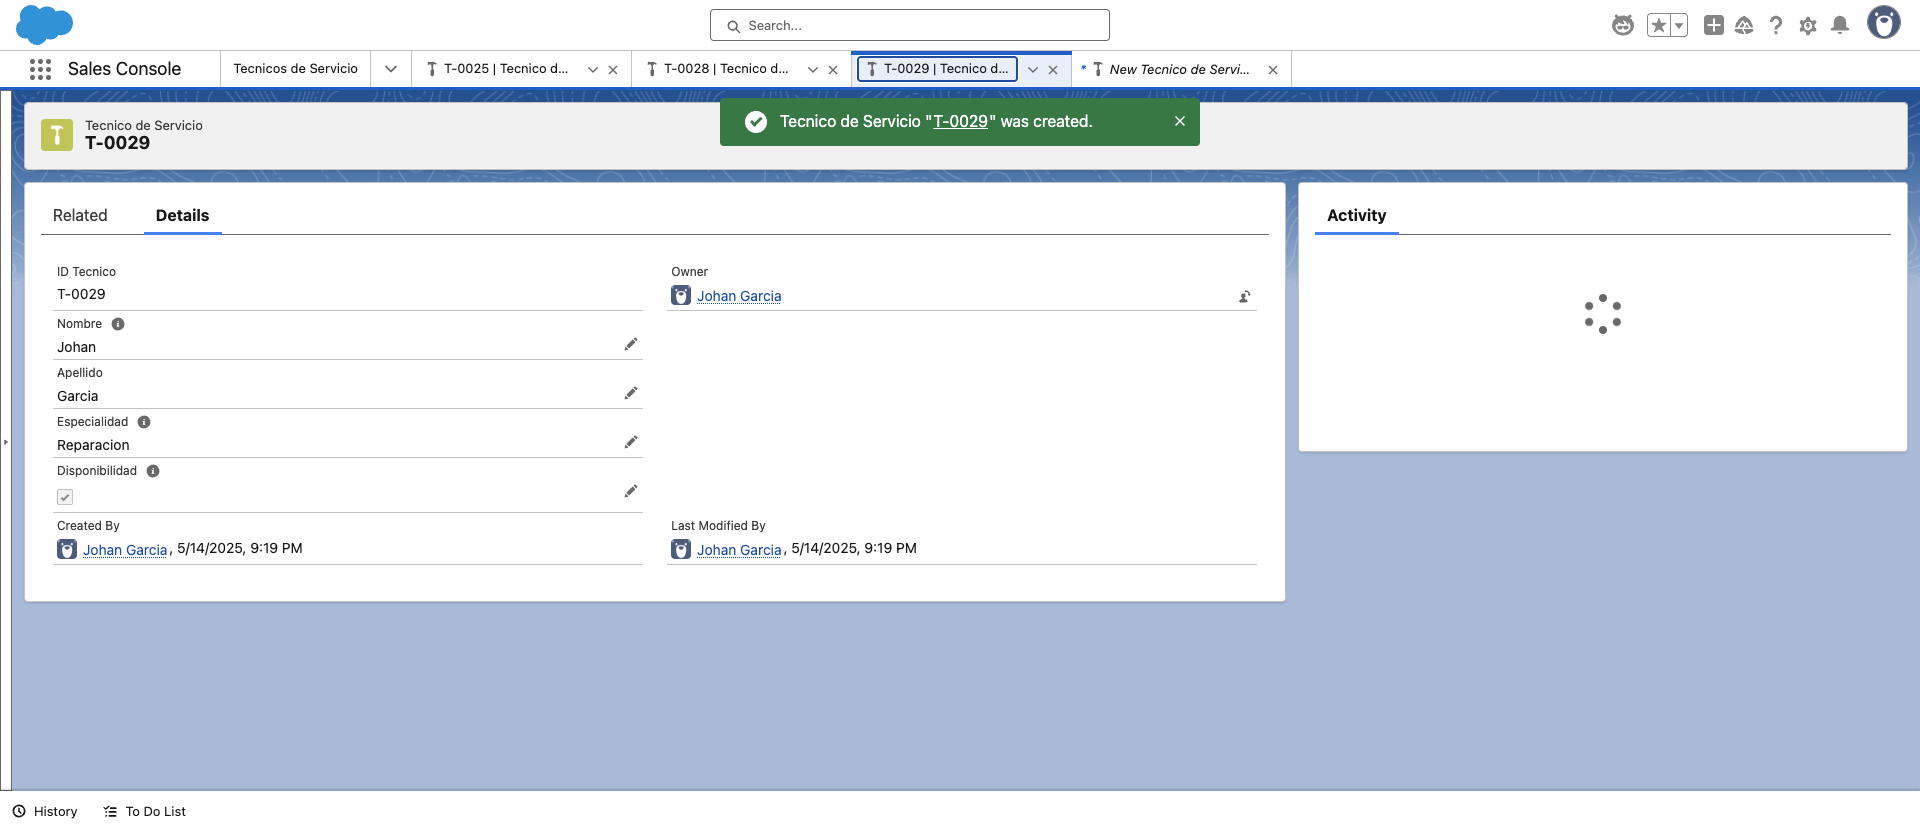 Search...
Sales Console
Tecnicos de Servicio
T-0025 | Tecnico d...
T-0028 | Tecnico d...
T-0029 | Tecnico d...
* New Tecnico de Servi...
Tecnico de Servicio "T-0029" was created.
Tecnico de Servicio
T-0029
Related
Details
Activity
ID Tecnico
T-0029
Owner
Johan Garcia
Nombre
Johan
Apellido
Garcia
Especialidad
Reparacion
Disponibilidad
Created By
Johan Garcia, 5/14/2025, 9:19 PM
Last Modified By
Johan Garcia, 5/14/2025, 9:19 PM
History
To Do List